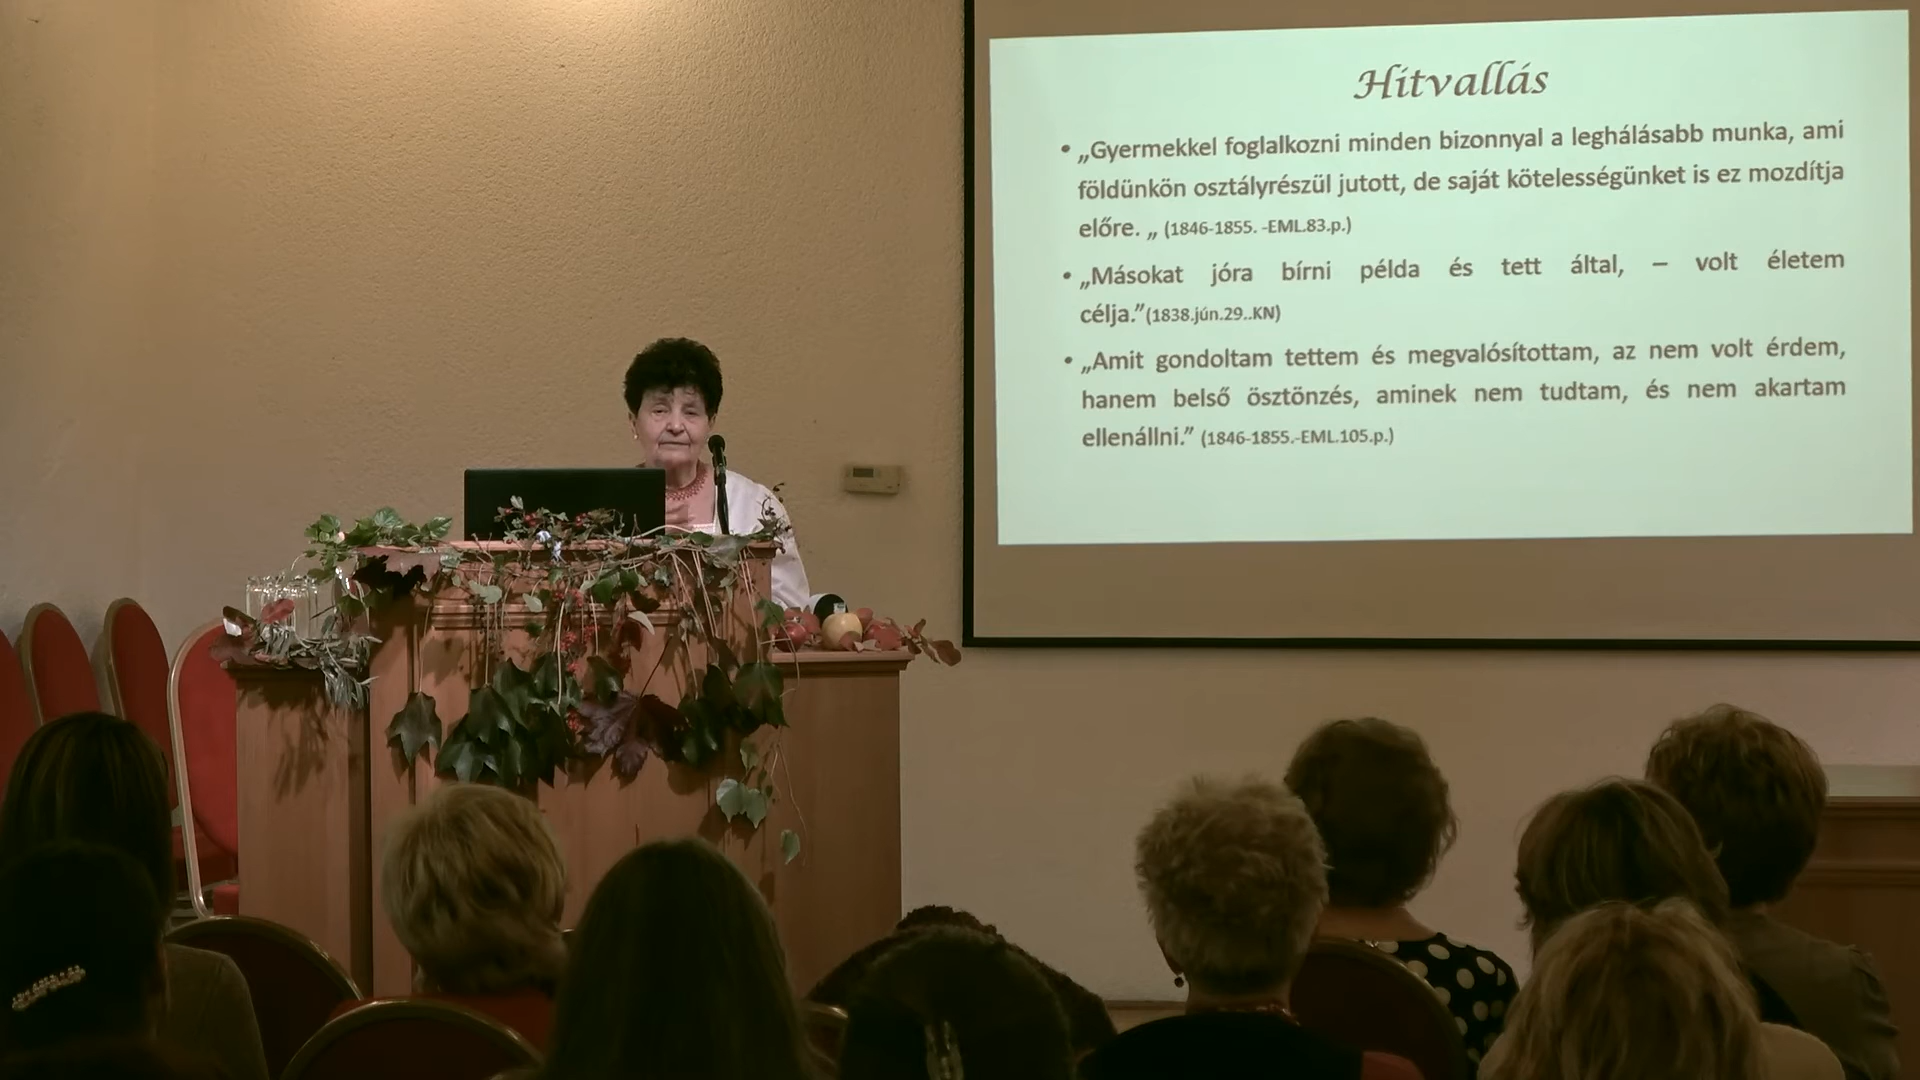 Hitvallás
• „Gyermekkel foglalkozni minden bizonnyal a leghálásabb munka, ami
földünkön osztályrészül jutott, de saját kötelességünket is ez mozdítja
előre. „ (1846-1855. -EML.83.p.)
• „Másokat jóra bírni példa és tett által, – volt életem
célja.”(1838.jún.29..KN)
• „Amit gondoltam tettem és megvalósítottam, az nem volt érdem,
hanem belső ösztönzés, aminek nem tudtam, és nem akartam
ellenállni.” (1846-1855.-EML.105.p.)